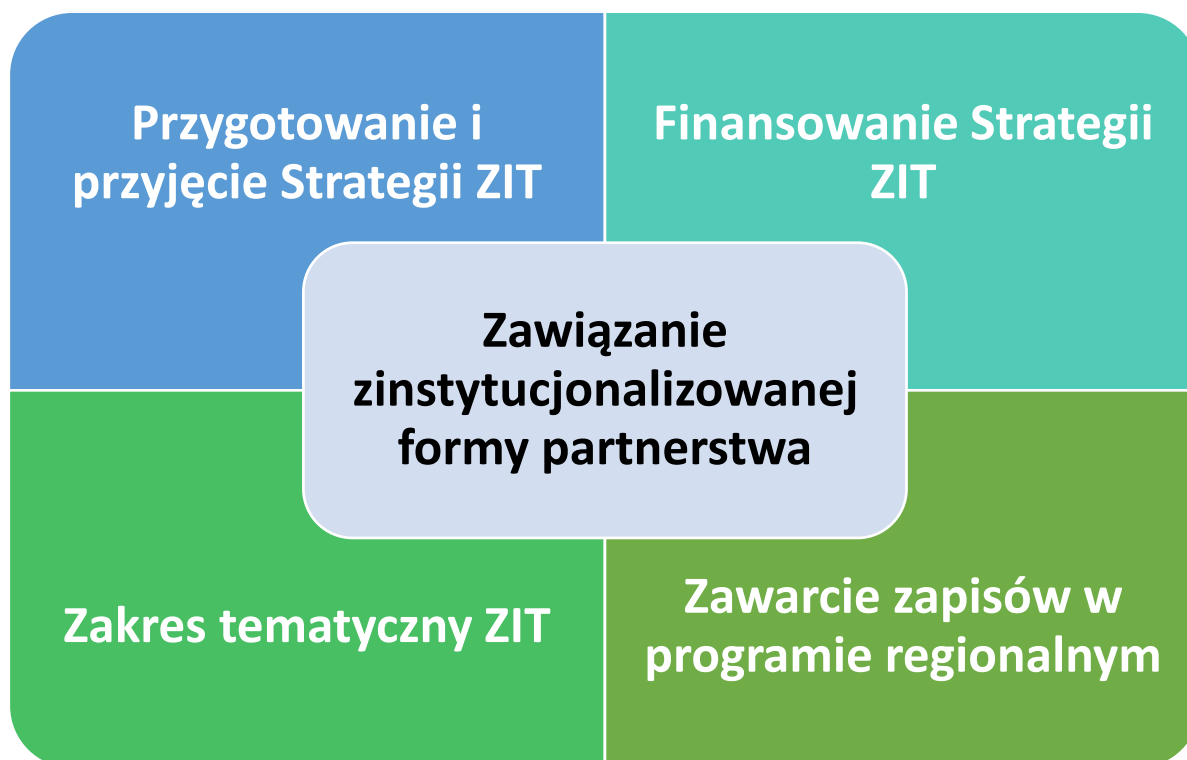 Przygotowanie i
przyjęcie Strategii ZIT
Finansowanie Strategii
ZIT
Zawiązanie
zinstytucjonalizowanej
formy partnerstwa
Zakres tematyczny ZIT
Zawarcie zapisów w
programie regionalnym